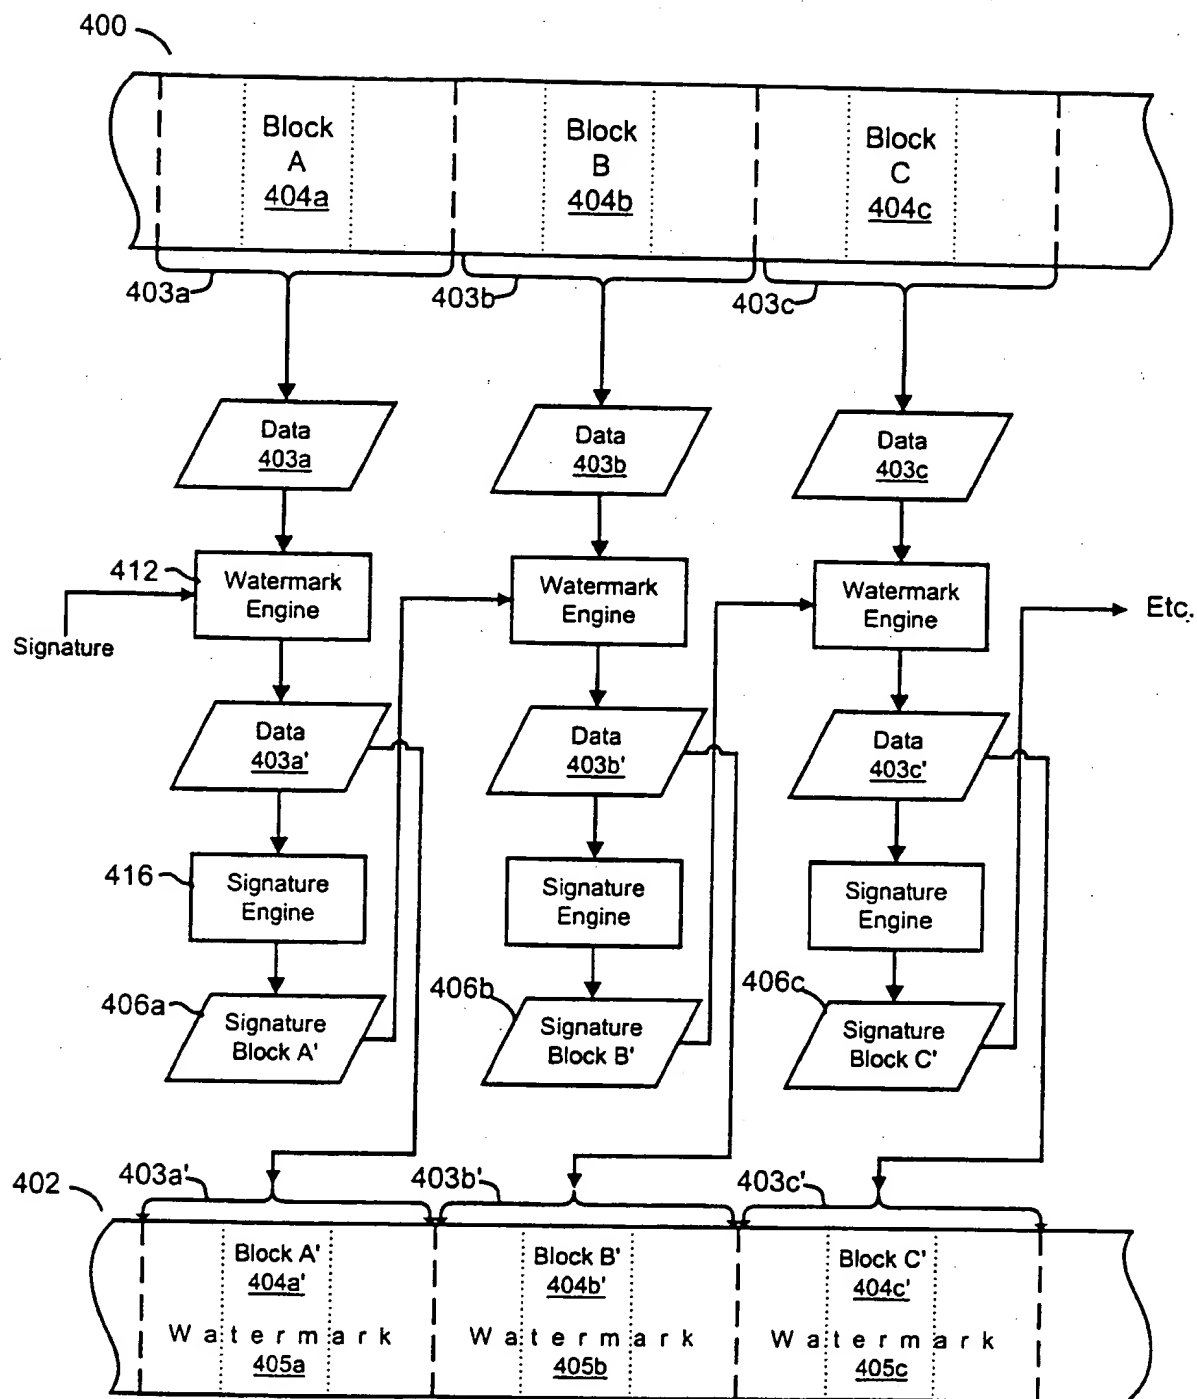 400
Block
A
404a
Block
B
404b
Block
C
404c
403a
403b
403c
Data
403a
Data
403b
Data
403c
412
Watermark
Engine
Watermark
Engine
Watermark
Engine
Etc.
Signature
Data
403a'
Data
403b'
Data
403c'
416
Signature
Engine
Signature
Engine
Signature
Engine
406a
Signature
Block A'
406b
Signature
Block B'
406c
Signature
Block C'
402
403a'
403b'
403c'
Block A'
404a'
Block B'
404b'
Block C'
404c'
Watermark
405a
Watermark
405b
Watermark
405c